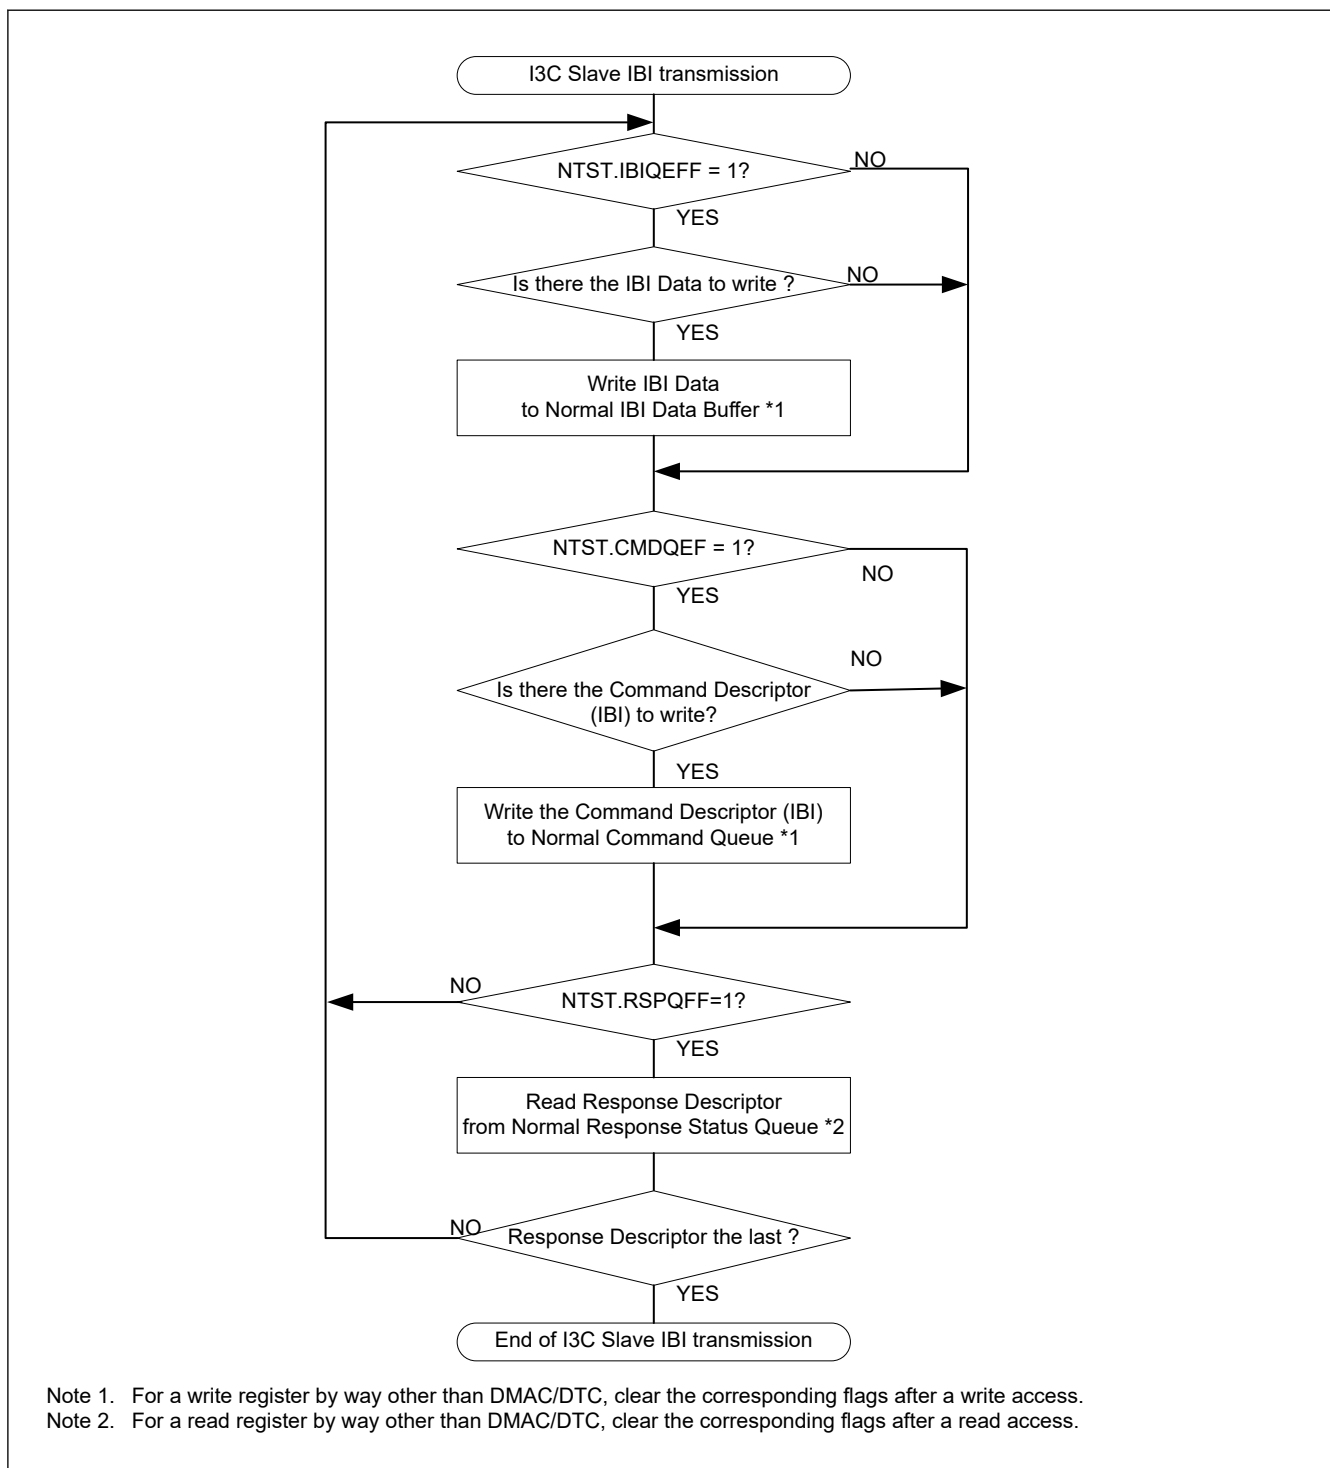 I3C Slave IBI transmission
NTST.IBIQEFF = 1?
NO
YES
Is there the IBI Data to write ?
NO
YES
Write IBI Data
to Normal IBI Data Buffer *1
NTST.CMDQEF = 1?
NO
YES
NO
Is there the Command Descriptor
(IBI) to write?
YES
Write the Command Descriptor (IBI)
to Normal Command Queue *1
NO
NTST.RSPQFF=1?
YES
Read Response Descriptor
from Normal Response Status Queue *2
NO
Response Descriptor the last ?
YES
End of I3C Slave IBI transmission
Note 1. For a write register by way other than DMAC/DTC, clear the corresponding flags after a write access.
Note 2. For a read register by way other than DMAC/DTC, clear the corresponding flags after a read access.